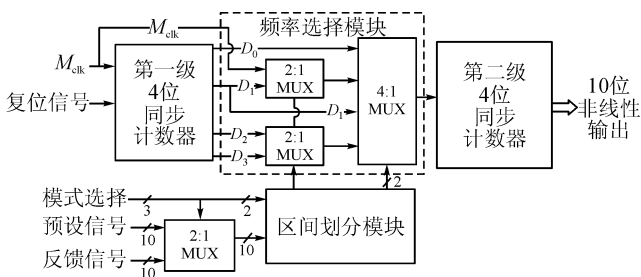 频率选择模块
M_clk
M_clk
D_0
第一级
4位
同步
计数器
2:1
MUX
D_1
D_1
4:1
MUX
第二级
4位
同步
计数器
10位
非线性
输出
复位信号
D_2
D_3
2:1
MUX
2
模式选择
3
2
预设信号
10
2:1
MUX
10
区间划分模块
反馈信号
10